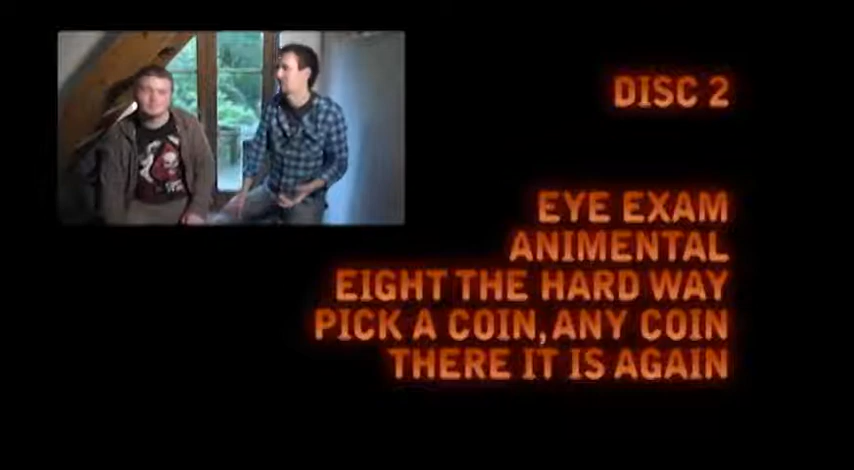 DISC 2
EYE EXAM
ANIMENTAL
EIGHT THE HARD WAY
PICK A COIN, ANY COIN
THERE IT IS AGAIN